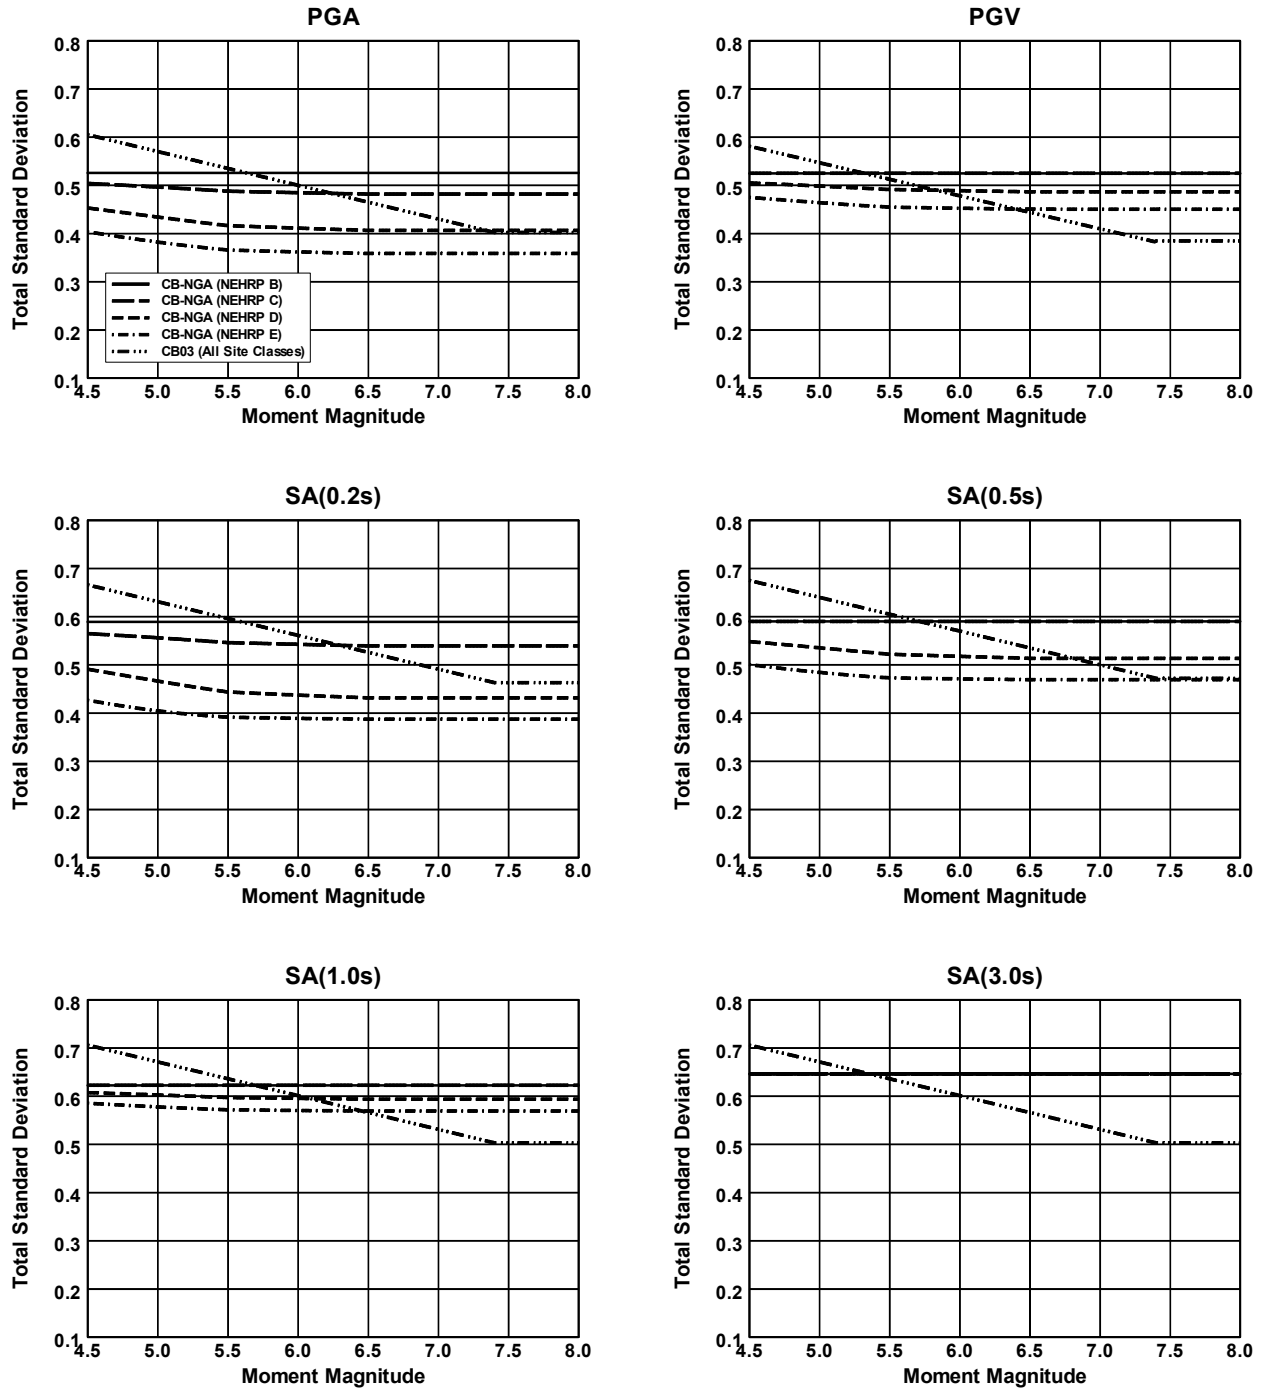 PGA
Total Standard Deviation
0.8
0.7
0.6
0.5
0.4
0.3
0.2
0.1
CB-NGA (NEHRP B)
CB-NGA (NEHRP C)
CB-NGA (NEHRP D)
CB-NGA (NEHRP E)
CB03 (All Site Classes)
4.5 5.0 5.5 6.0 6.5 7.0 7.5 8.0
Moment Magnitude
PGV
Total Standard Deviation
0.8
0.7
0.6
0.5
0.4
0.3
0.2
0.1
4.5 5.0 5.5 6.0 6.5 7.0 7.5 8.0
Moment Magnitude
SA(0.2s)
Total Standard Deviation
0.8
0.7
0.6
0.5
0.4
0.3
0.2
0.1
4.5 5.0 5.5 6.0 6.5 7.0 7.5 8.0
Moment Magnitude
SA(0.5s)
Total Standard Deviation
0.8
0.7
0.6
0.5
0.4
0.3
0.2
0.1
4.5 5.0 5.5 6.0 6.5 7.0 7.5 8.0
Moment Magnitude
SA(1.0s)
Total Standard Deviation
0.8
0.7
0.6
0.5
0.4
0.3
0.2
0.1
4.5 5.0 5.5 6.0 6.5 7.0 7.5 8.0
Moment Magnitude
SA(3.0s)
Total Standard Deviation
0.8
0.7
0.6
0.5
0.4
0.3
0.2
0.1
4.5 5.0 5.5 6.0 6.5 7.0 7.5 8.0
Moment Magnitude